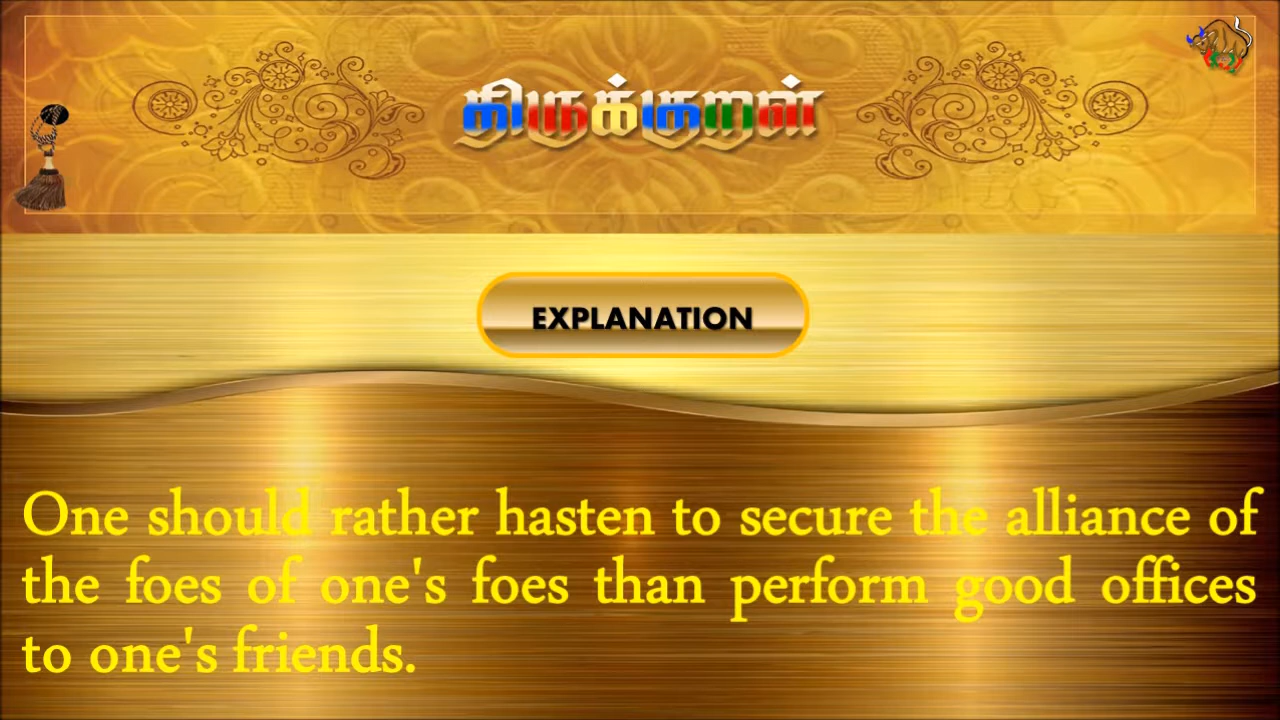 திருக்குறள்
EXPLANATION
One should rather hasten to secure the alliance of
the foes of one's foes than perform good offices
to one's friends.